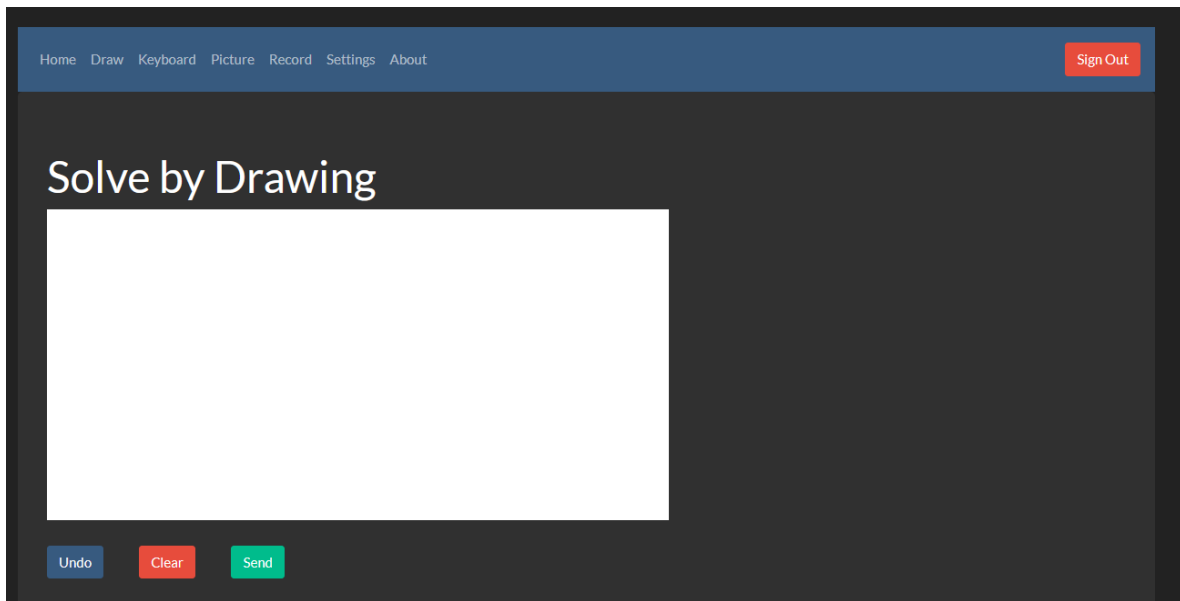 Home Draw Keyboard Picture Record Settings About Sign Out
Solve by Drawing
Undo Clear Send